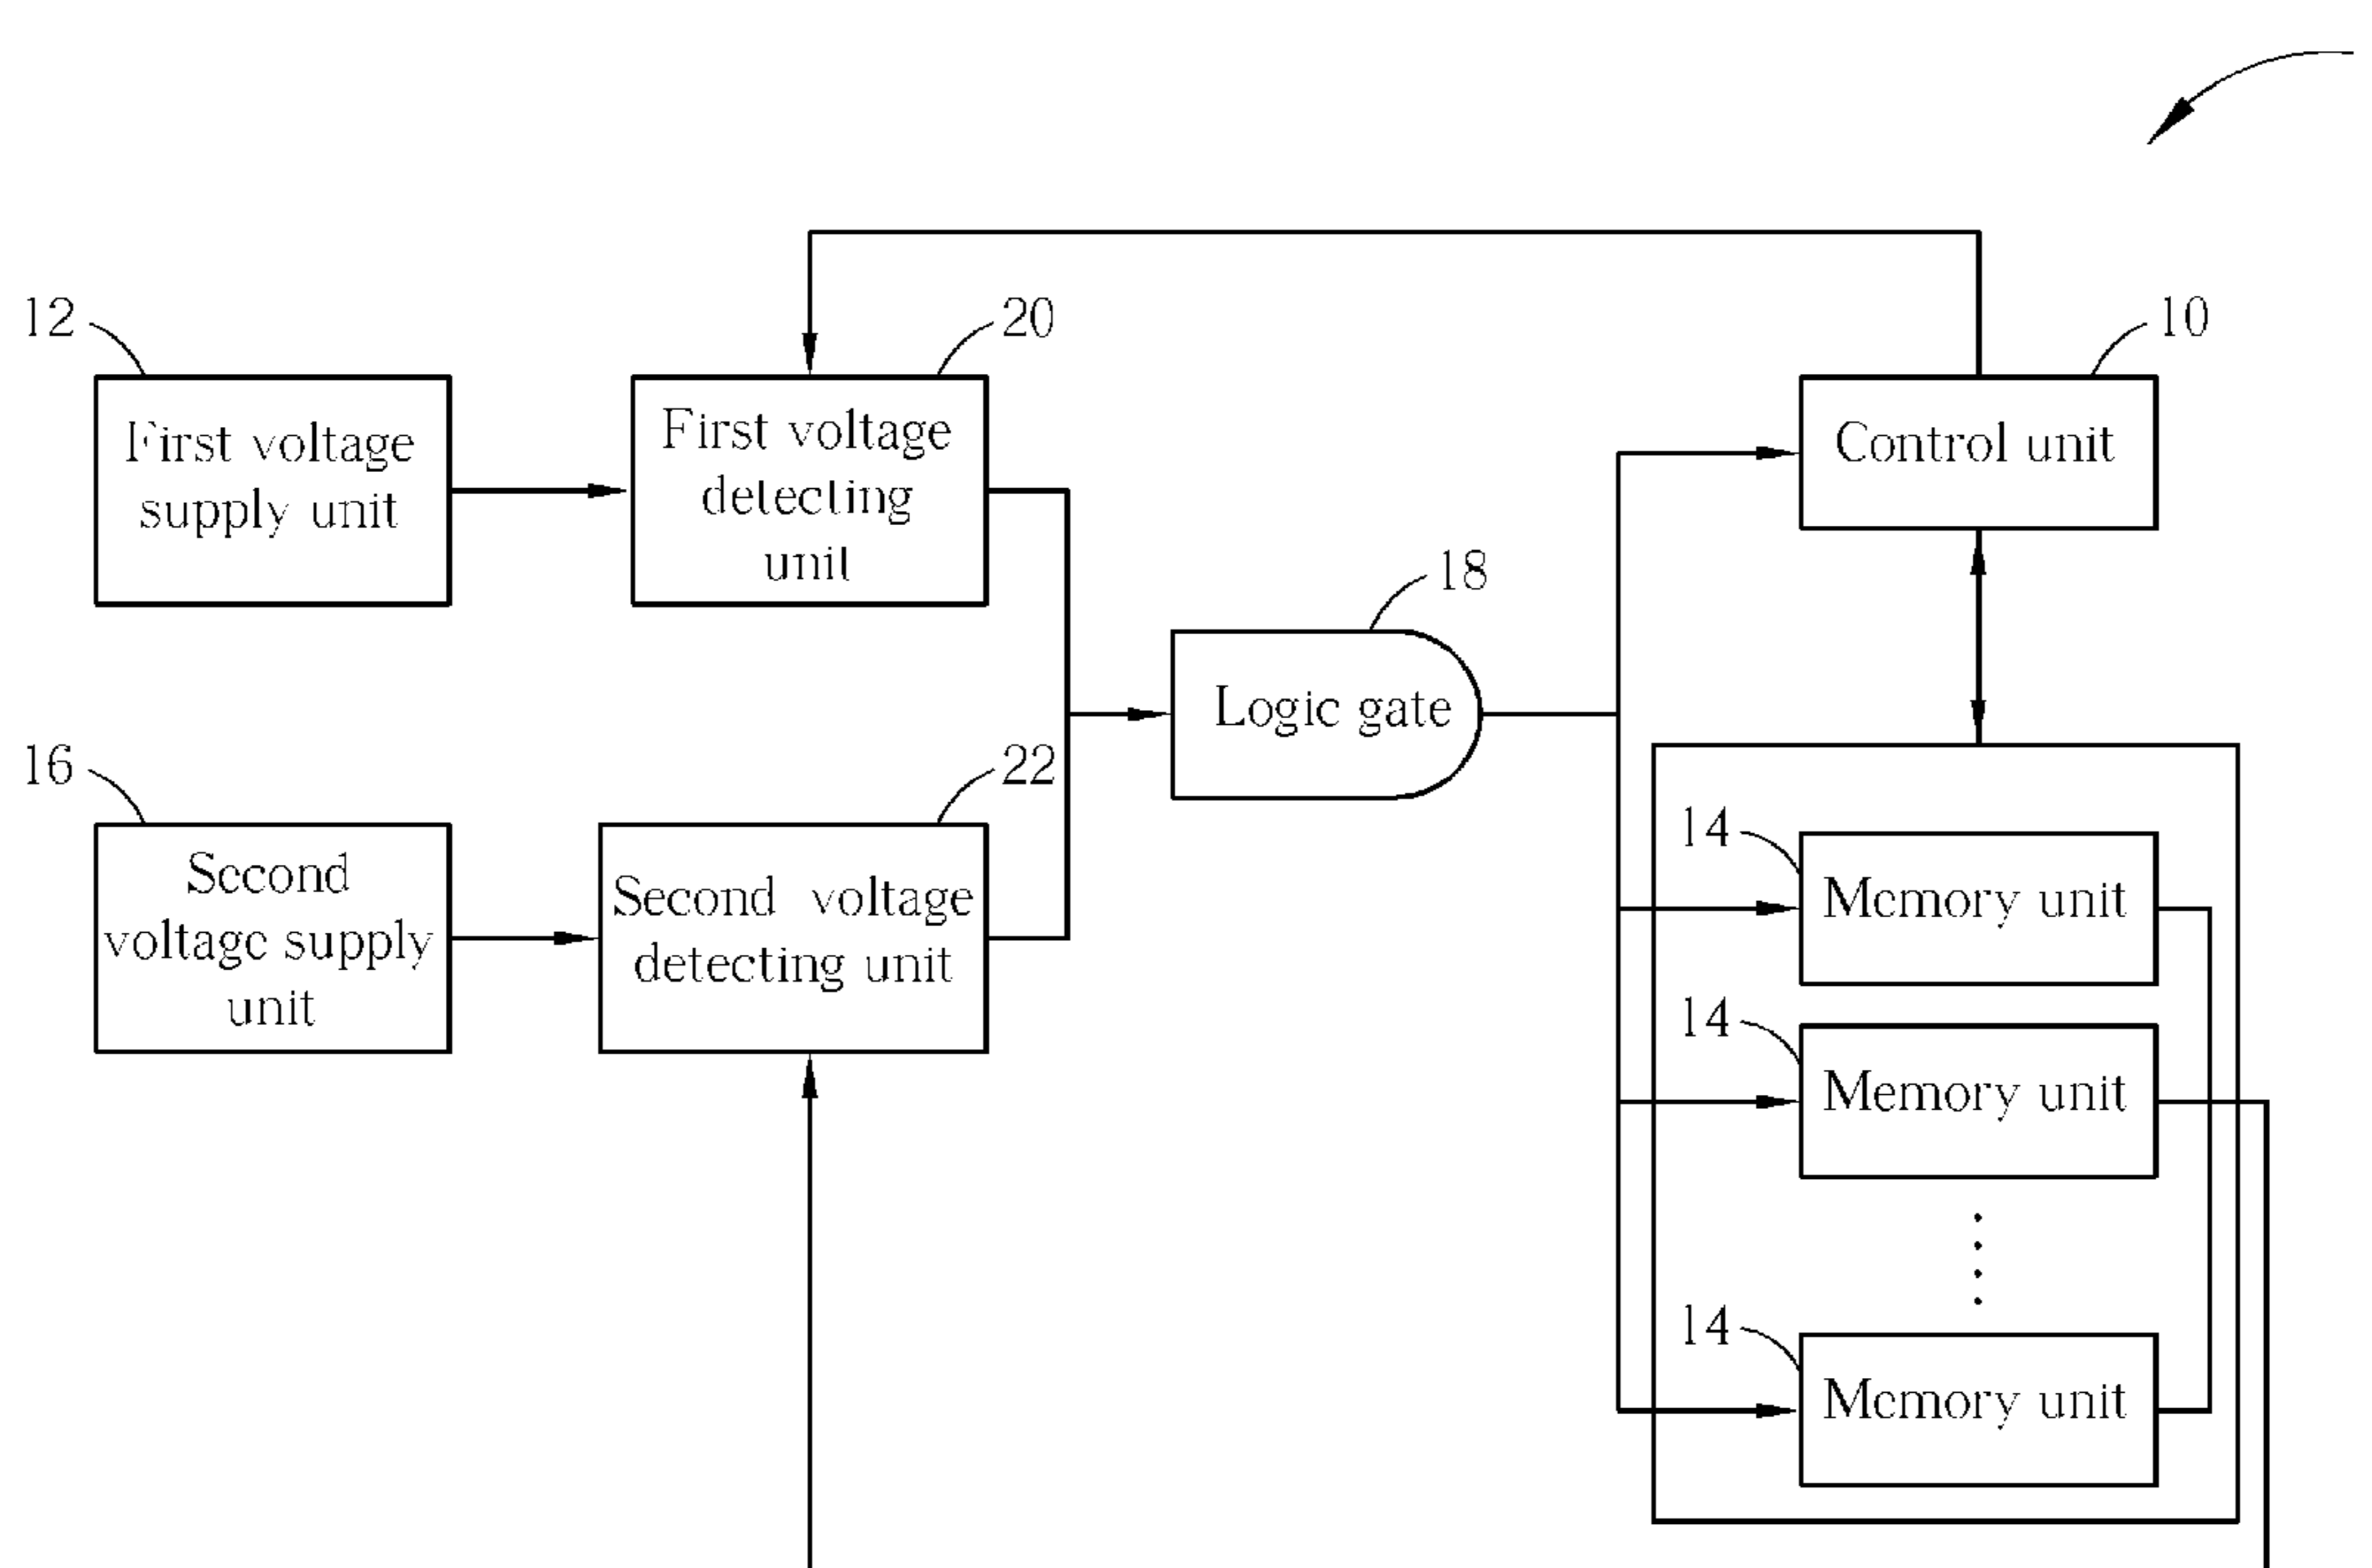 12
20
10
First voltage
supply unit
First voltage
detecting
unit
Control unit
18
Logic gate
16
22
14
Second
voltage supply
unit
Second voltage
detecting unit
Memory unit
14
Memory unit
14
Memory unit